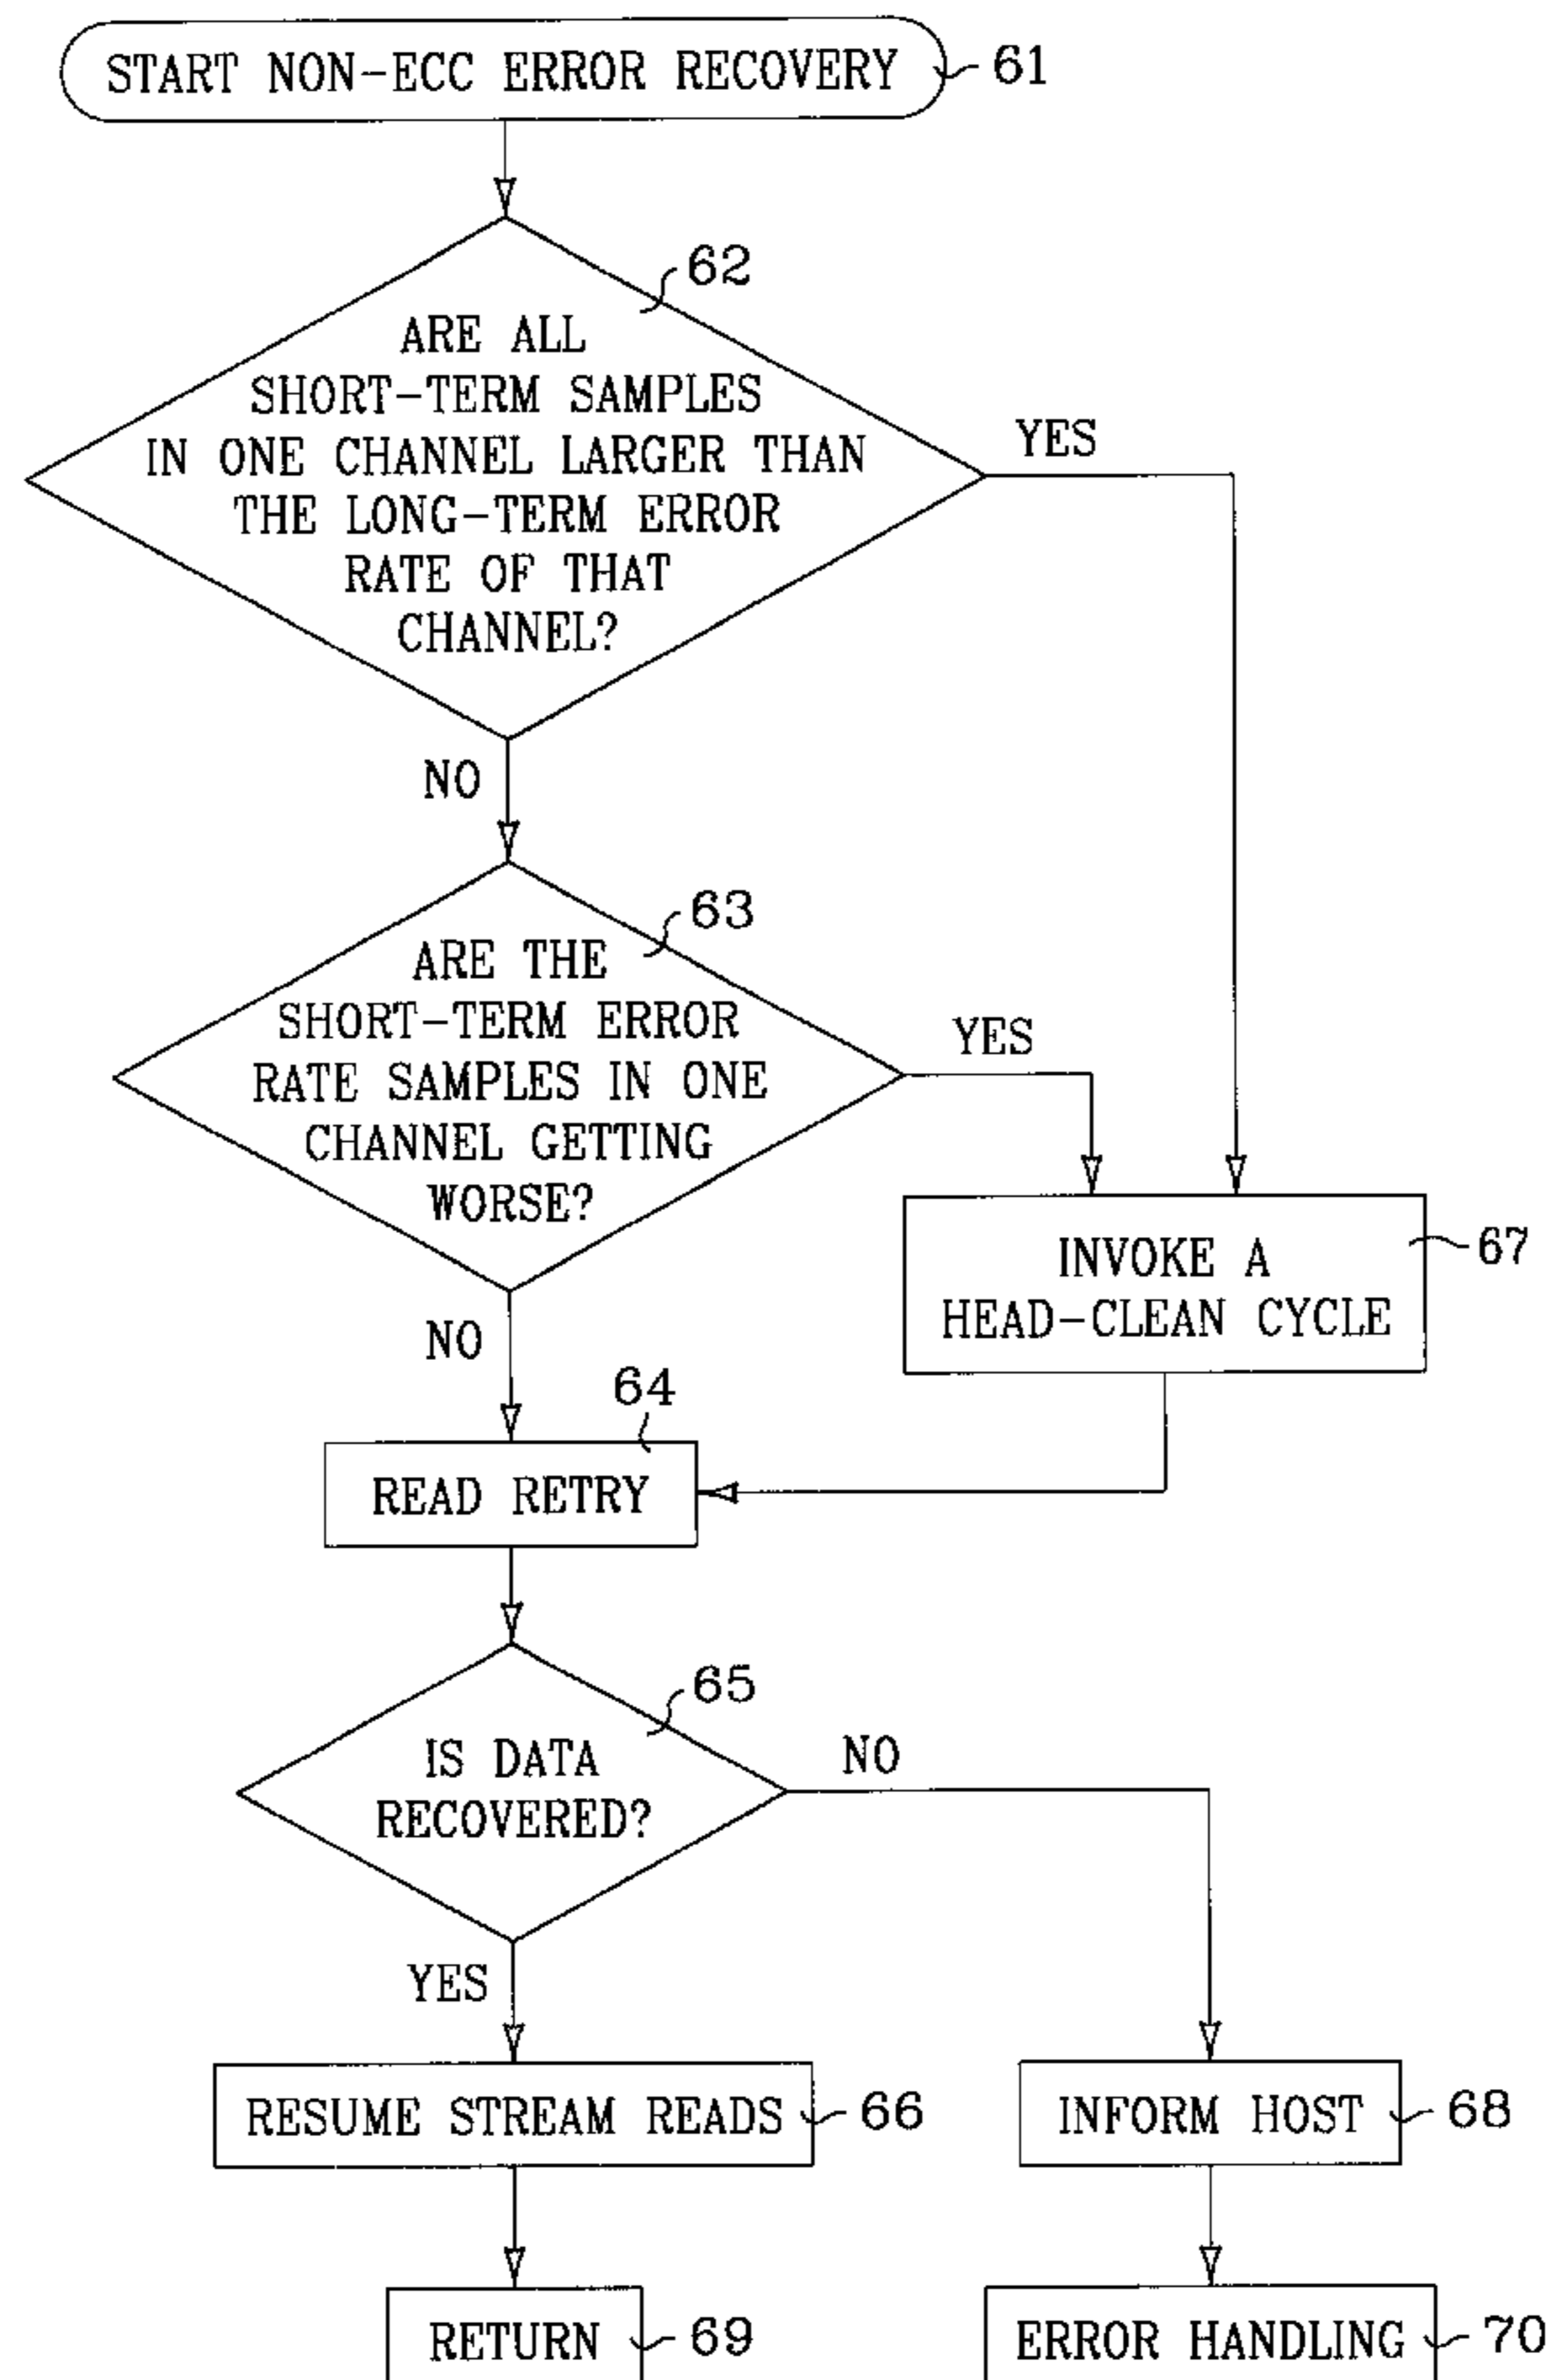 START NON-ECC ERROR RECOVERY
61
62
ARE ALL
SHORT-TERM SAMPLES
IN ONE CHANNEL LARGER THAN
THE LONG-TERM ERROR
RATE OF THAT
CHANNEL?
YES
NO
63
ARE THE
SHORT-TERM ERROR
RATE SAMPLES IN ONE
CHANNEL GETTING
WORSE?
YES
NO
INVOKE A
HEAD-CLEAN CYCLE
67
64
READ RETRY
65
IS DATA
RECOVERED?
NO
YES
RESUME STREAM READS
66
INFORM HOST
68
RETURN
69
ERROR HANDLING
70